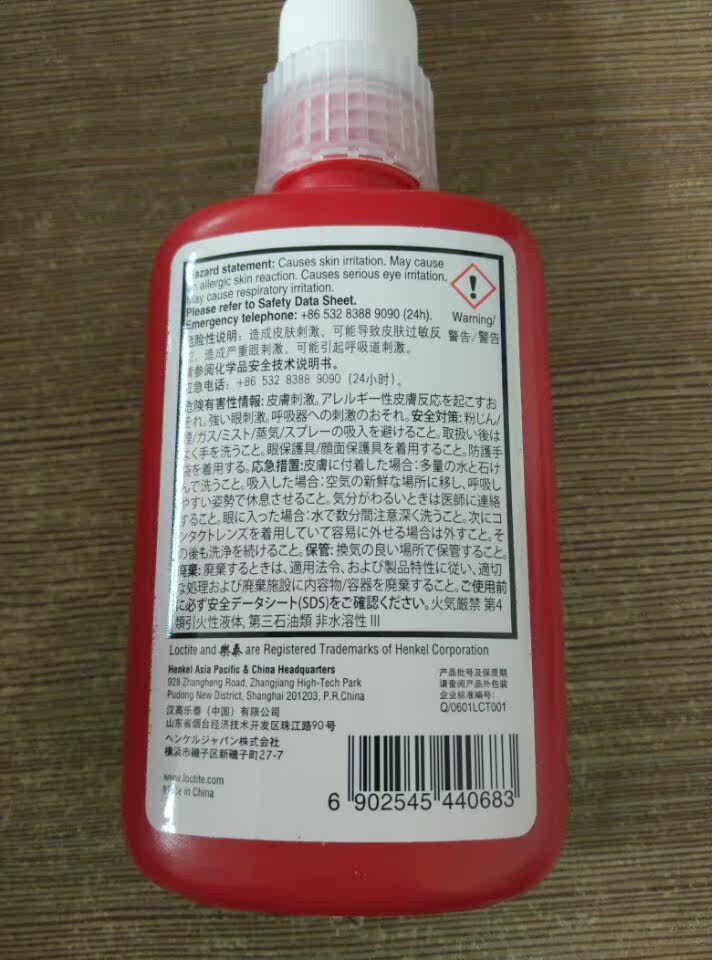 Hazard statement: Causes skin irritation. May cause
an allergic skin reaction. Causes serious eye irritation.
May cause respiratory irritation.
Please refer to Safety Data Sheet.
Emergency telephone: +86 532 8388 9090 (24h).
Warning/
警告/警告
危险性说明: 造成皮肤刺激。可能导致皮肤过敏反
应。造成严重眼刺激。可能引起呼吸道刺激。
请参阅化学品安全技术说明书。
应急电话: +86 532 8388 9090 (24小时)。
危険有害性情報: 皮膚刺激。アレルギー性皮膚反応を起こすお
それ。強い眼刺激。呼吸器への刺激のおそれ。安全対策: 粉じん/
煙/ガス/ミスト/蒸気/スプレーの吸入を避けること。取扱い後は
よく手を洗うこと。眼保護具/顔面保護具を着用すること。防護手
袋を着用する。応急措置:皮膚に付着した場合: 多量の水と石け
んで洗うこと。吸入した場合: 空気の新鮮な場所に移し、呼吸し
やすい姿勢で休息させること。気分がわるいときは医師に連絡
すること。眼に入った場合: 水で数分間注意深く洗うこと。次にコ
ンタクトレンズを着用していて容易に外せる場合は外すこと。そ
の後も洗浄を続けること。保管: 換気の良い場所で保管すること。
廃棄: 廃棄するときは、適用法令、および製品特性に従い、適切
な処理および廃棄施設に内容物/容器を廃棄すること。ご使用前
に必ず安全データシート(SDS)をご確認ください。火気厳禁 第4
類引火性液体, 第三石油類 非水溶性 III
Loctite and 樂泰 are Registered Trademarks of Henkel Corporation
Henkel Asia Pacific & China Headquarters
928 Zhangheng Road, Zhangjiang High-Tech Park
Pudong New District, Shanghai 201203, P.R.China
汉高乐泰（中国）有限公司
山东省烟台经济技术开发区珠江路90号
ヘンケルジャパン株式会社
横浜市磯子区新磯子町27-7
产品批号及保质期
请查阅产品外包装
企业标准编号:
Q/0601LCT001
www.loctite.com
Made in China
6 902545 440683